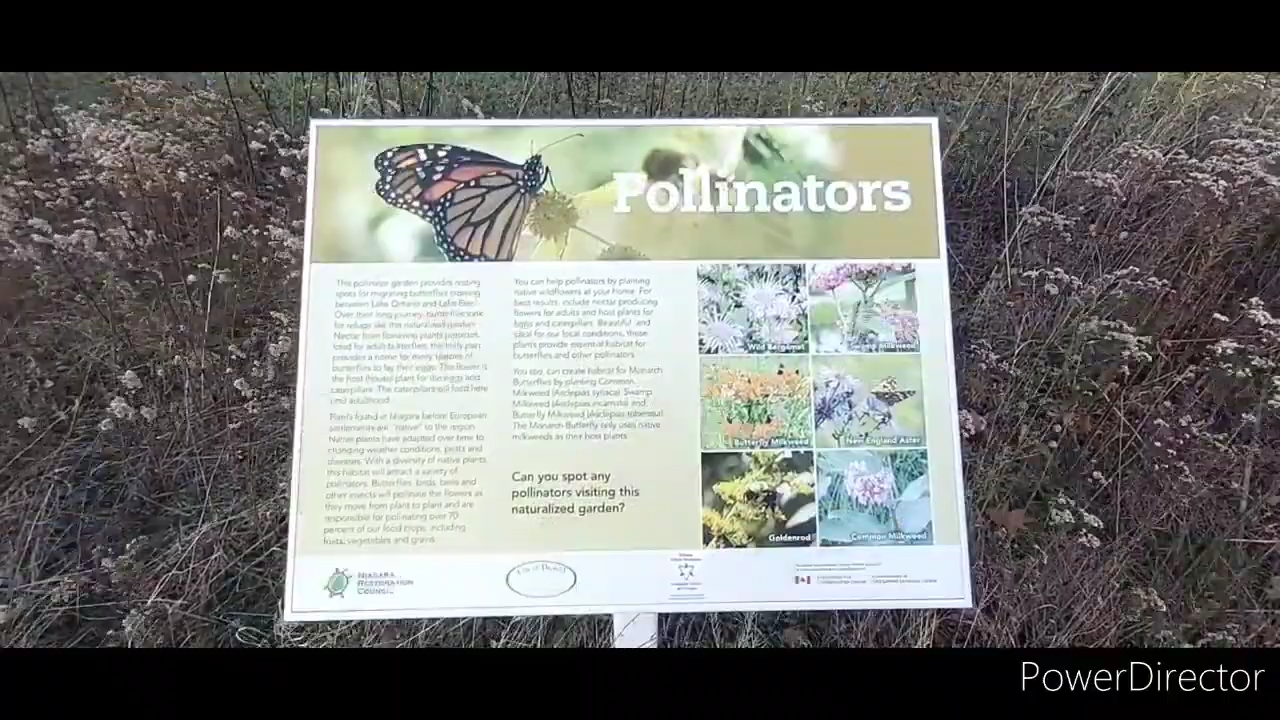 Pollinators
This pollinator garden provides resting
spots for migrating butterflies crossing
between Lake Ontario and Lake Erie.
Over their long journey, butterflies look
for refuge like this naturalized garden.
Nectar from flowering plants provides
food for adult butterflies, the leafy part
provides a home for many species of
butterflies to lay their eggs. The flower is
the host (house) plant for the eggs and
caterpillars. The caterpillars will feed here
until adulthood.
Plants found in Niagara before European
settlement are "native" to the region.
Native plants have adapted over time to
changing weather conditions, pests and
diseases. With a diversity of native plants,
this habitat will attract a variety of
pollinators. Butterflies, birds, bees and
other insects will pollinate the flowers as
they move from plant to plant and are
responsible for pollinating over 70
percent of our food crops, including
fruits, vegetables and grains.
You can help pollinators by planting
native wildflowers at your home. For
best results, include nectar producing
flowers for adults and host plants for
eggs and caterpillars. Beautiful and
ideal for our local conditions, these
plants provide essential habitat for
butterflies and other pollinators.
You too, can create habitat for Monarch
Butterflies by planting Common
Milkweed (Asclepias syriaca), Swamp
Milkweed (Asclepias incarnata) and
Butterfly Milkweed (Asclepias tuberosa).
The Monarch Butterfly only uses native
milkweeds as their host plants.
Can you spot any
pollinators visiting this
naturalized garden?
Wild Bergamot
Milkweed
Butterfly Milkweed
New England Aster
Goldenrod
Common Milkweed
NIAGARA
RESTORATION
COUNCIL
PowerDirector